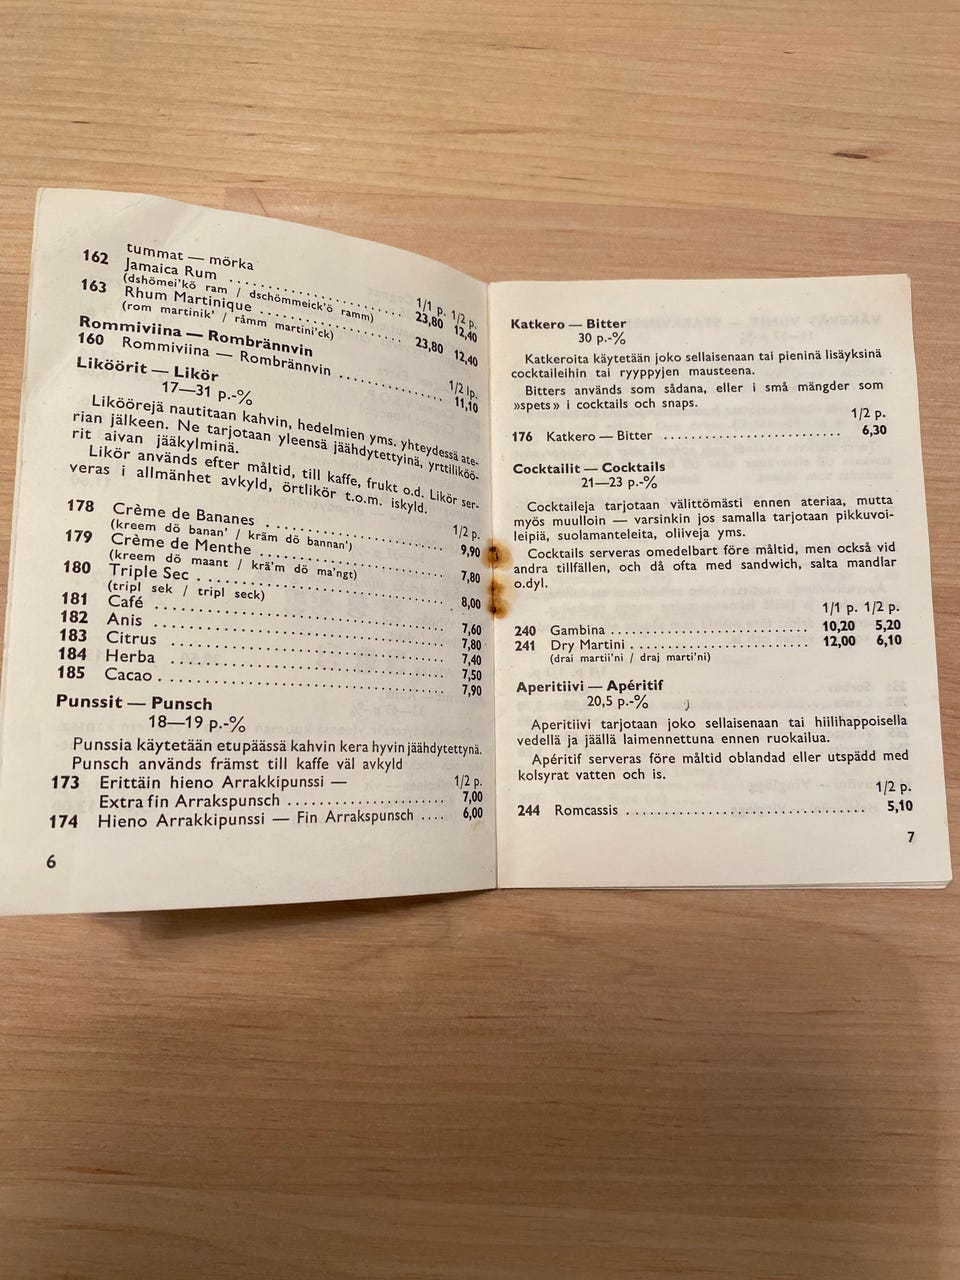 tummat — mörka
1/1 p. 1/2 p.
162 Jamaica Rum .................... 23,80 12,40
(dshömei'kö ram / dschömmeick'ö ramm)
163 Rhum Martinique .................... 23,80 12,40
(rom martinik' / råmm martini'ck)
Rommiviina — Rombrännvin
1/2 lp.
160 Rommiviina — Rombrännvin ............ 11,10
Liköörit — Likör
17—31 p.-%
Liköörejä nautitaan kahvin, hedelmien yms. yhteydessä ate-
rian jälkeen. Ne tarjotaan yleensä jäähdytettyinä, yrttilikö­ö-
rit aivan jääkylminä.
Likör används efter måltid, till kaffe, frukt o.d. Likör ser-
veras i allmänhet avkyld, örtlikör t.o.m. iskyld.
1/2 p.
178 Crème de Bananes .................... 9,90
(kreem dö banan' / kräm dö bannan')
179 Crème de Menthe .................... 7,80
(kreem dö maant / krä'm dö ma'ngt)
180 Triple Sec .................... 8,00
(tripl sek / tripl seck)
181 Café .................... 7,60
182 Anis .................... 7,80
183 Citrus .................... 7,40
184 Herba .................... 7,50
185 Cacao .................... 7,90
Punssit — Punsch
18—19 p.-%
Punssia käytetään etupäässä kahvin kera hyvin jäähdytettynä.
Punsch används främst till kaffe väl avkyld
173 Erittäin hieno Arrakkipunssi — 1/2 p.
Extra fin Arrakspunsch .................... 7,00
174 Hieno Arrakkipunssi — Fin Arrakspunsch .... 6,00
6
Katkero — Bitter
30 p.-%
Katkeroita käytetään joko sellaisenaan tai pieninä lisäyksinä
cocktaileihin tai ryyppyjen mausteena.
Bitters används som sådana, eller i små mängder som
»spets» i cocktails och snaps.
1/2 p.
176 Katkero — Bitter .................... 6,30
Cocktailit — Cocktails
21—23 p.-%
Cocktaileja tarjotaan välittömästi ennen ateriaa, mutta
myös muulloin — varsinkin jos samalla tarjotaan pikkuvoi-
leipiä, suolamanteleita, oliiveja yms.
Cocktails serveras omedelbart före måltid, men också vid
andra tillfällen, och då ofta med sandwich, salta mandlar
o.dyl.
1/1 p. 1/2 p.
240 Gambina .................... 10,20 5,20
241 Dry Martini .................... 12,00 6,10
(drai martii'ni / draj marti'ni)
Aperitiivi — Apéritif
20,5 p.-%
Aperitiivi tarjotaan joko sellaisenaan tai hiilihappoisella
vedellä ja jäällä laimennettuna ennen ruokailua.
Apéritif serveras före måltid oblandad eller utspädd med
kolsyrat vatten och is.
1/2 p.
244 Romcassis .................... 5,10
7